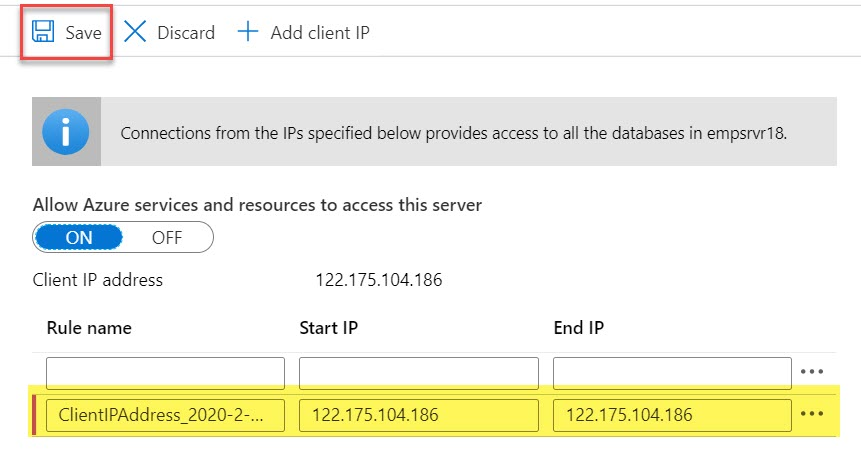 Save Discard Add client IP
Connections from the IPs specified below provides access to all the databases in empsrvr18.
Allow Azure services and resources to access this server
ON OFF
Client IP address 122.175.104.186
Rule name Start IP End IP
ClientIPAddress_2020-2-... 122.175.104.186 122.175.104.186